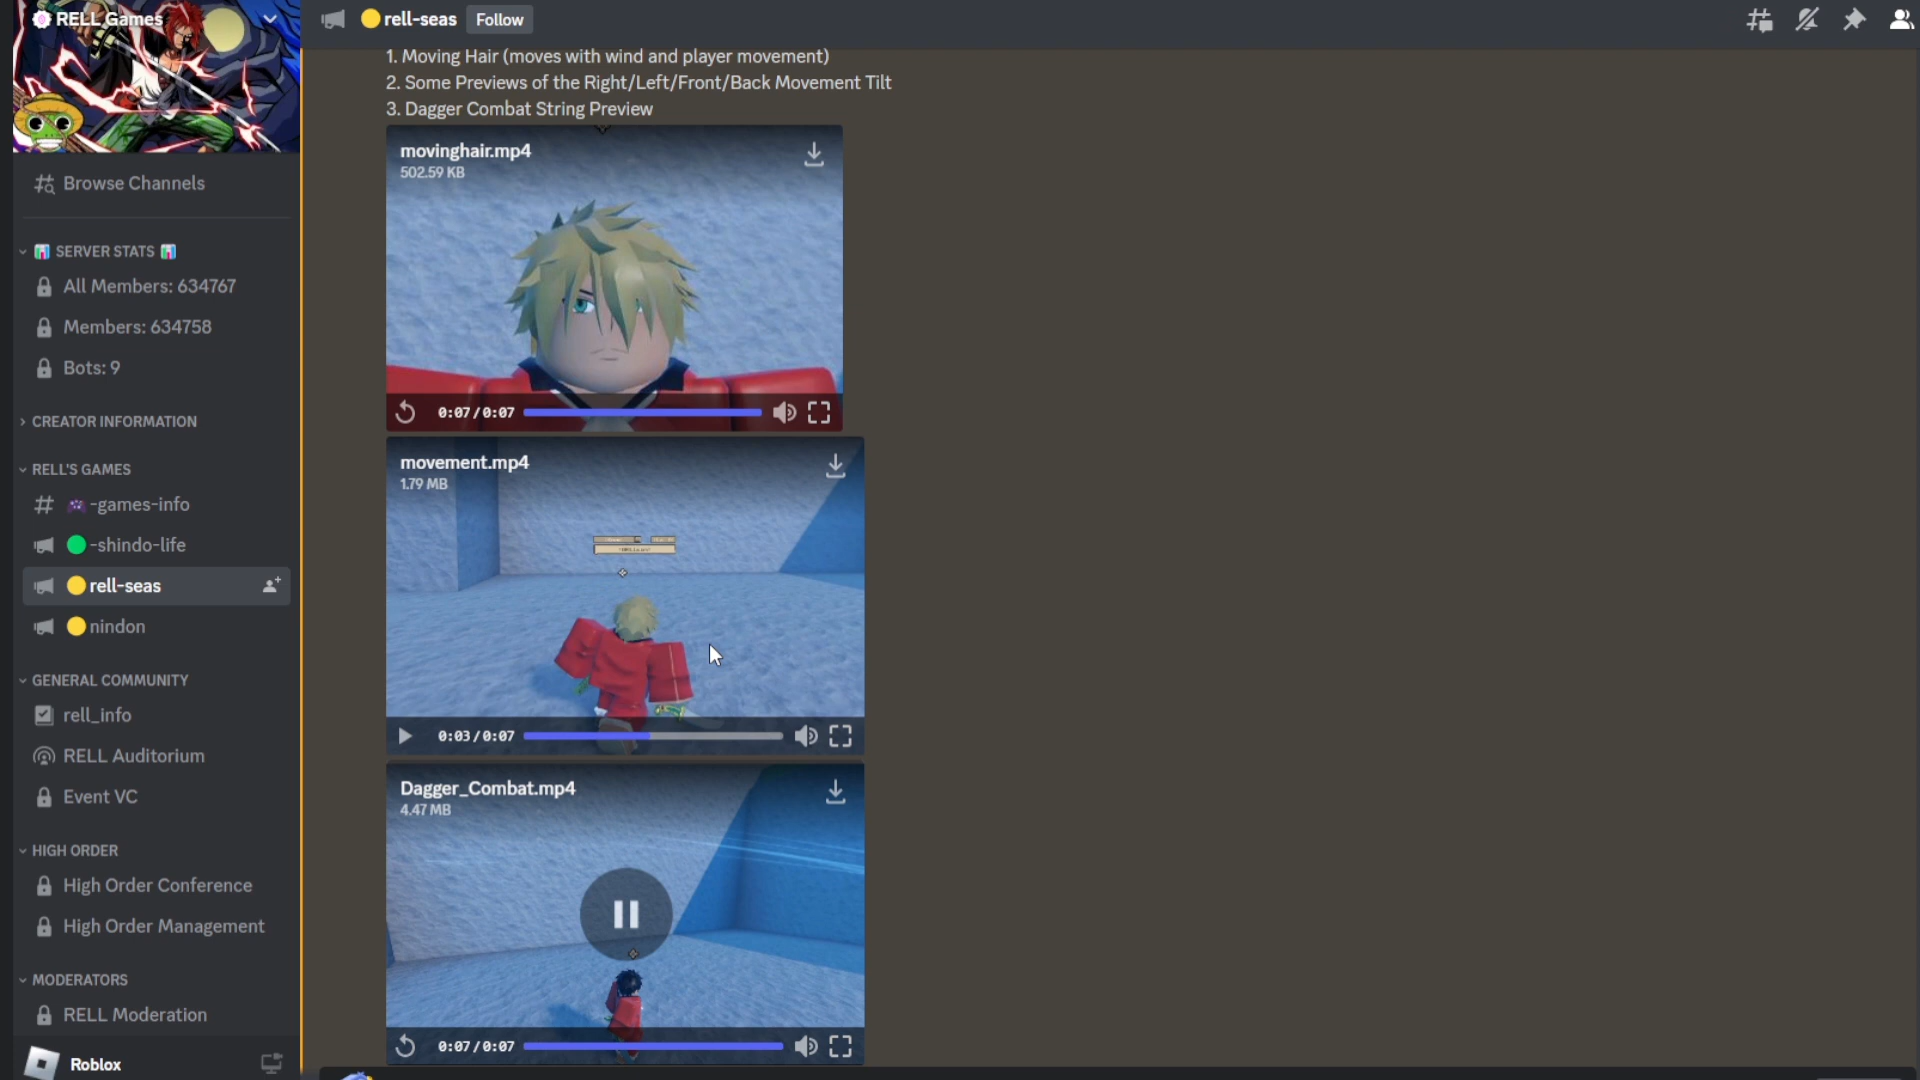 RELL Games
Browse Channels
SERVER STATS
All Members: 634767
Members: 634758
Bots: 9
CREATOR INFORMATION
RELL'S GAMES
-games-info
-shindo-life
rell-seas
nindon
GENERAL COMMUNITY
rell_info
RELL Auditorium
Event VC
HIGH ORDER
High Order Conference
High Order Management
MODERATORS
RELL Moderation
Roblox
rell-seas Follow
1. Moving Hair (moves with wind and player movement)
2. Some Previews of the Right/Left/Front/Back Movement Tilt
3. Dagger Combat String Preview
movinghair.mp4
502.59 KB
0:07/0:07
movement.mp4
1.79 MB
0:03/0:07
Dagger_Combat.mp4
4.47 MB
0:07/0:07